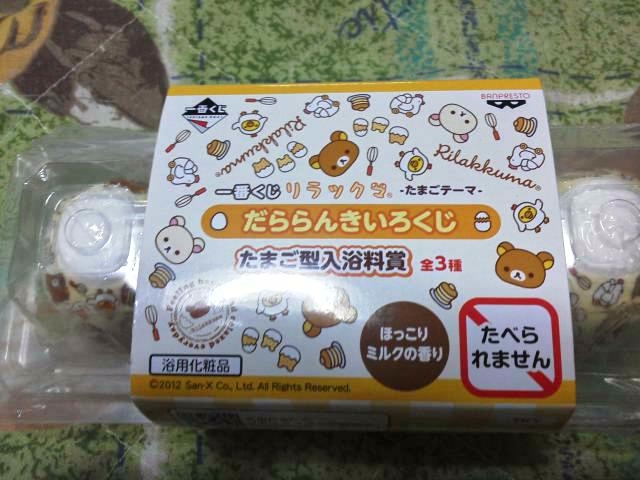 一番くじ
BANPRESTO
Rilakkuma®
Rilakkuma®
一番くじ リラックマ® -たまごテーマ-
だららんきいろくじ
たまご型入浴料賞 全3種
ほっこり
ミルクの香り
たべら
れません
浴用化粧品
©2012 San-X Co., Ltd. All Rights Reserved.